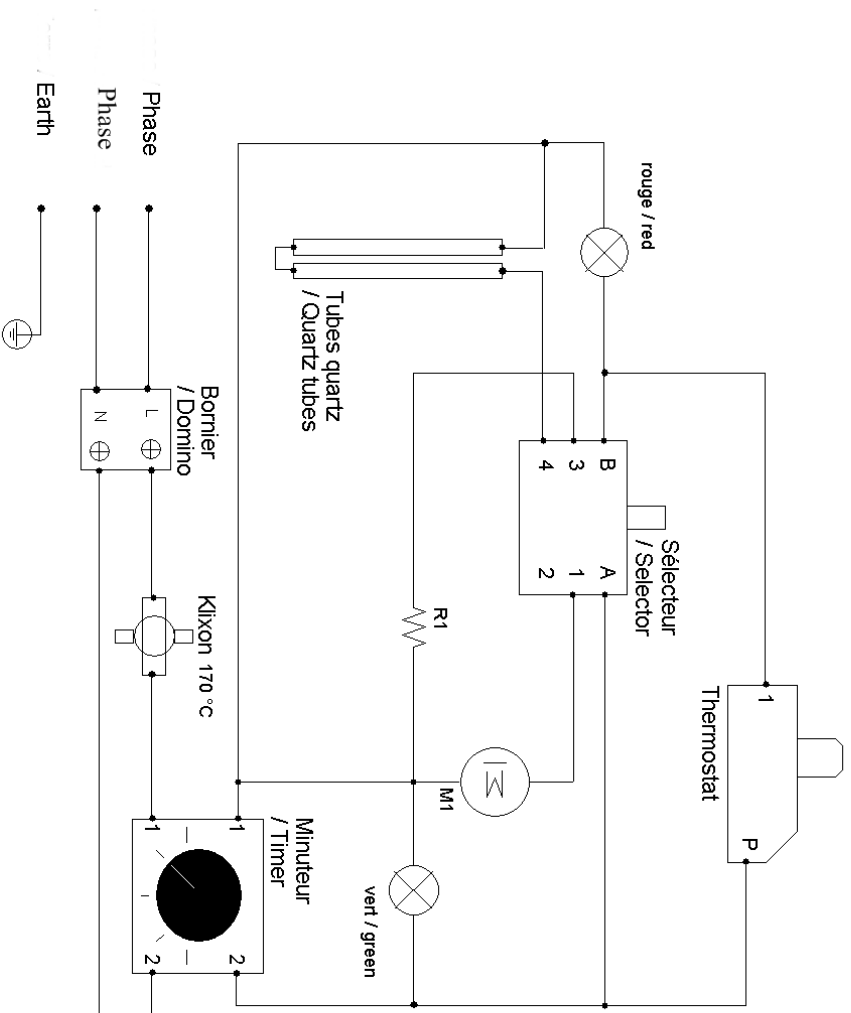 Earth
Phase
Phase
Bornier
/ Domino
L
N
Klixon 170 °C
Minuteur
/ Timer
1
2
1
2
Tubes quartz
/ Quartz tubes
rouge / red
Sélecteur
/ Selector
B
3
4
A
1
2
R1
M1
M
vert / green
Thermostat
1
P